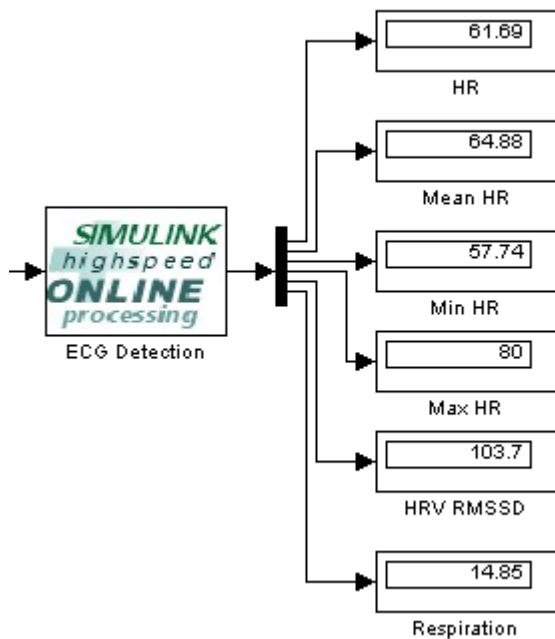 61.69
HR
64.88
Mean HR
SIMULINK
highspeed
ONLINE
processing
ECG Detection
57.74
Min HR
80
Max HR
103.7
HRV RMSSD
14.85
Respiration